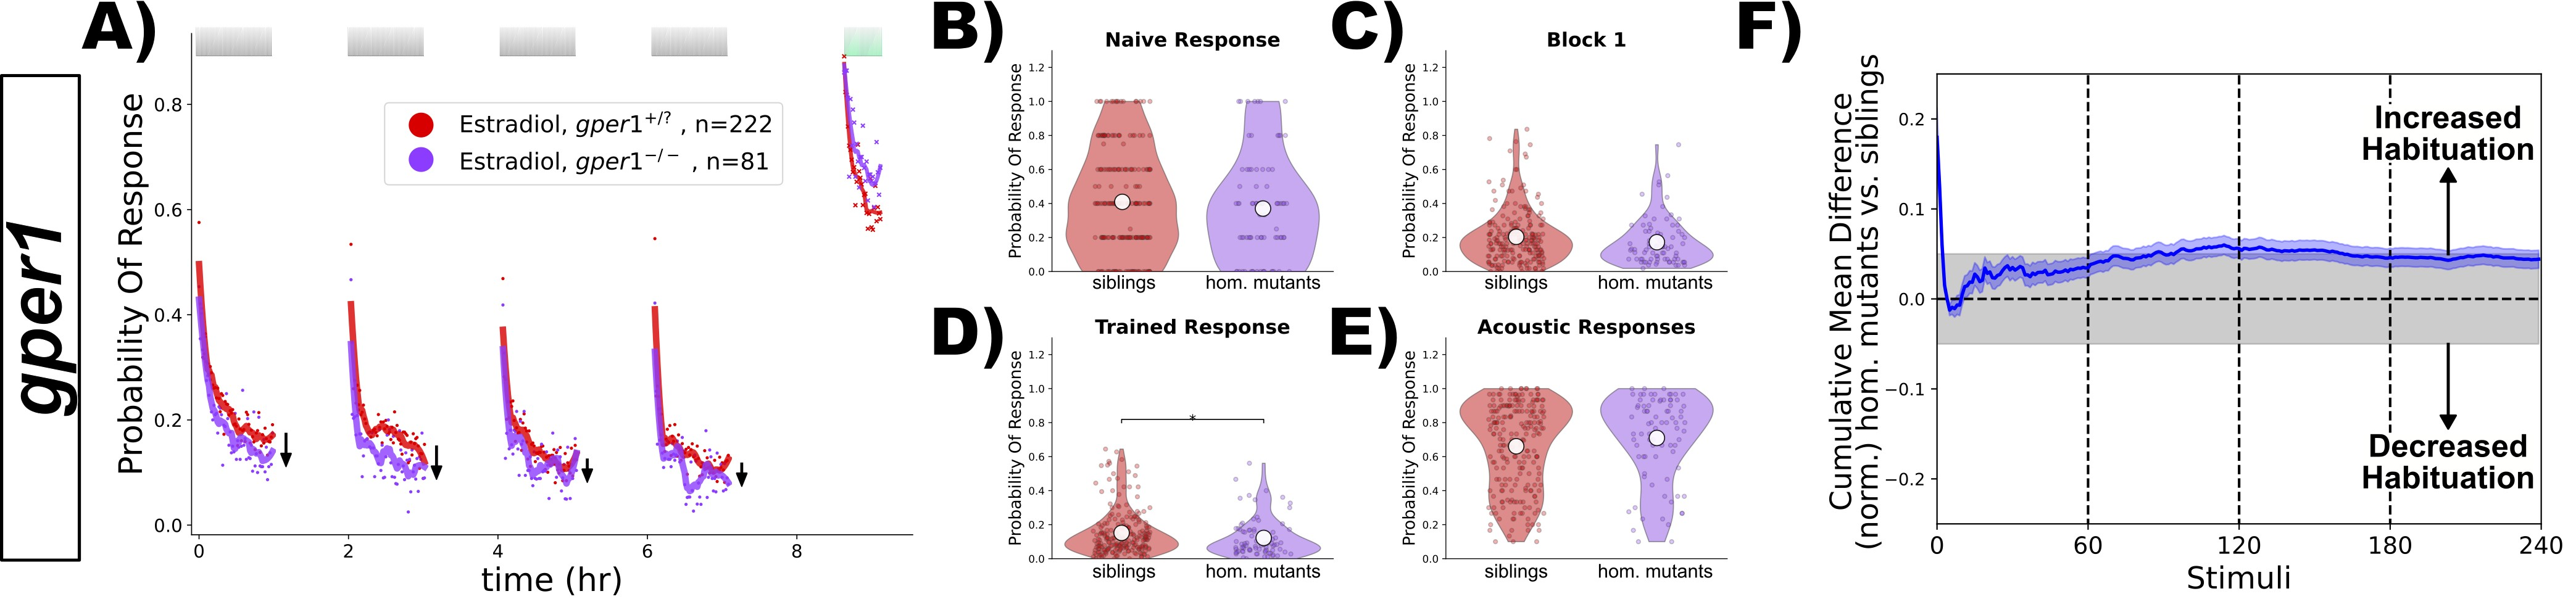 gper1
A)
Probability Of Response
0.8
0.6
0.4
0.2
0.0
0
2
4
6
8
time (hr)
Estradiol, gper1+/? , n=222
Estradiol, gper1−/− , n=81
B)
Naive Response
Probability Of Response
1.2
1.0
0.8
0.6
0.4
0.2
0.0
siblings
hom. mutants
C)
Block 1
Probability Of Response
1.2
1.0
0.8
0.6
0.4
0.2
0.0
siblings
hom. mutants
D)
Trained Response
Probability Of Response
1.2
1.0
0.8
0.6
0.4
0.2
0.0
*
siblings
hom. mutants
E)
Acoustic Responses
Probability Of Response
1.2
1.0
0.8
0.6
0.4
0.2
0.0
siblings
hom. mutants
F)
Cumulative Mean Difference
(norm.) hom. mutants vs. siblings
0.2
0.1
0.0
−0.1
−0.2
Increased
Habituation
Decreased
Habituation
0
60
120
180
240
Stimuli